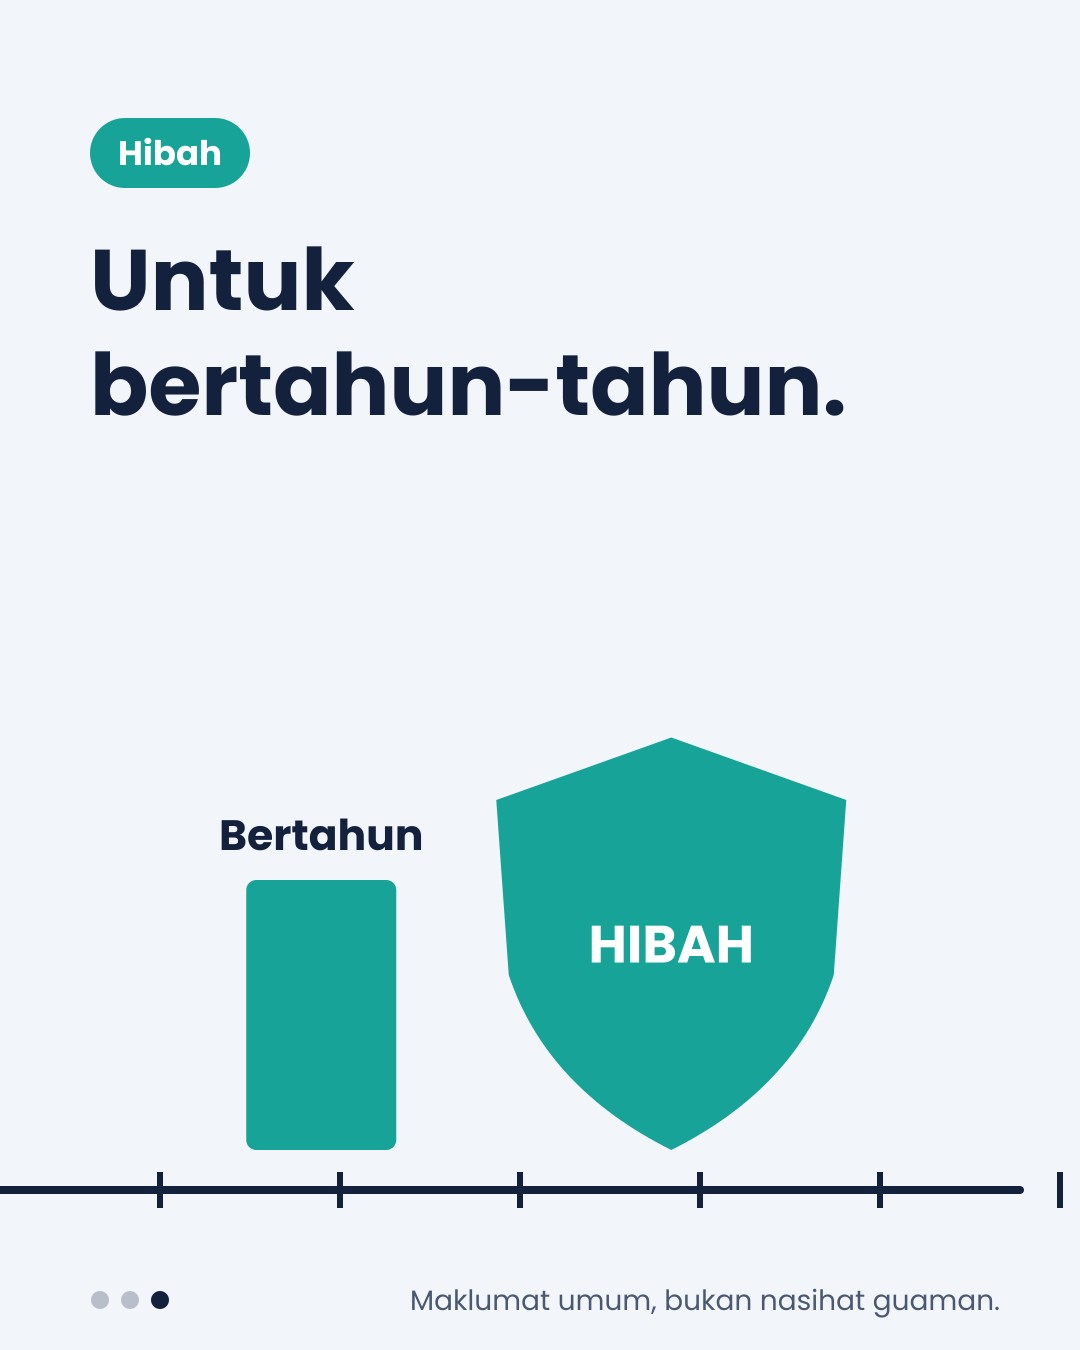 Hibah
Untuk
bertahun-tahun.
Bertahun
HIBAH
Maklumat umum, bukan nasihat guaman.